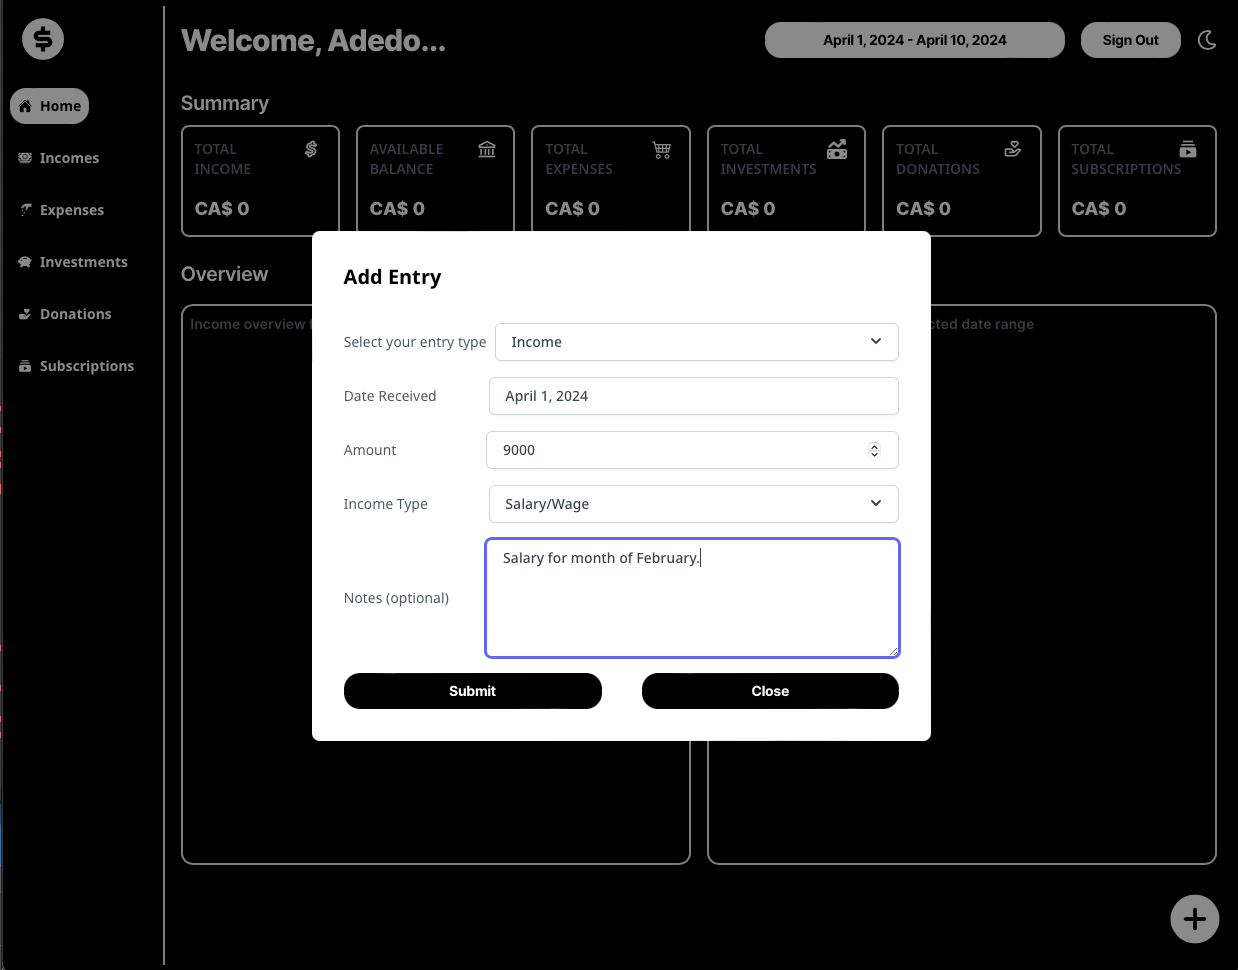 $
Welcome, Adedo...
April 1, 2024 - April 10, 2024
Sign Out
Home
Incomes
Expenses
Investments
Donations
Subscriptions
Summary
TOTAL
INCOME
CA$ 0
AVAILABLE
BALANCE
CA$ 0
TOTAL
EXPENSES
CA$ 0
TOTAL
INVESTMENTS
CA$ 0
TOTAL
DONATIONS
CA$ 0
TOTAL
SUBSCRIPTIONS
CA$ 0
Overview
Income overview
cted date range
Add Entry
Select your entry type
Income
Date Received
April 1, 2024
Amount
9000
Income Type
Salary/Wage
Notes (optional)
Salary for month of February.
Submit
Close